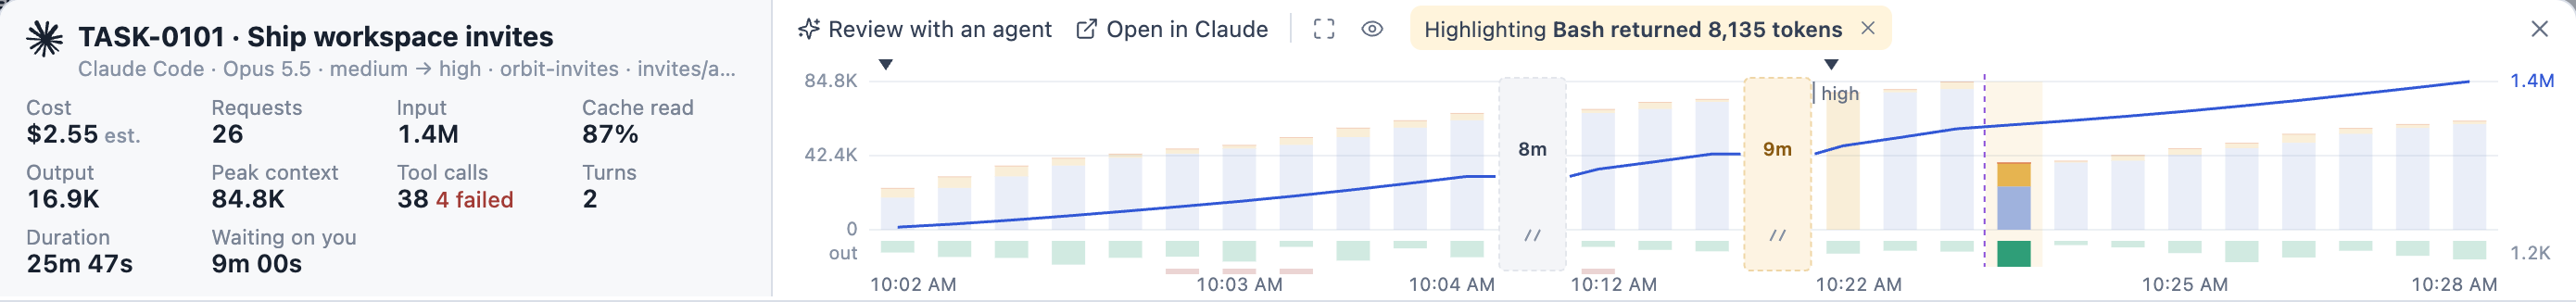 TASK-0101 · Ship workspace invites
Claude Code · Opus 5.5 · medium → high · orbit-invites · invites/a...
Cost
$2.55 est.
Requests
26
Input
1.4M
Cache read
87%
Output
16.9K
Peak context
84.8K
Tool calls
38 4 failed
Turns
2
Duration
25m 47s
Waiting on you
9m 00s
Review with an agent
Open in Claude
Highlighting Bash returned 8,135 tokens
84.8K
42.4K
0
out
8m
//
9m
//
high
1.4M
1.2K
10:02 AM
10:03 AM
10:04 AM
10:12 AM
10:22 AM
10:25 AM
10:28 AM